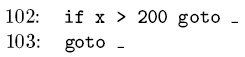 102: if x > 200 goto _
103: goto _